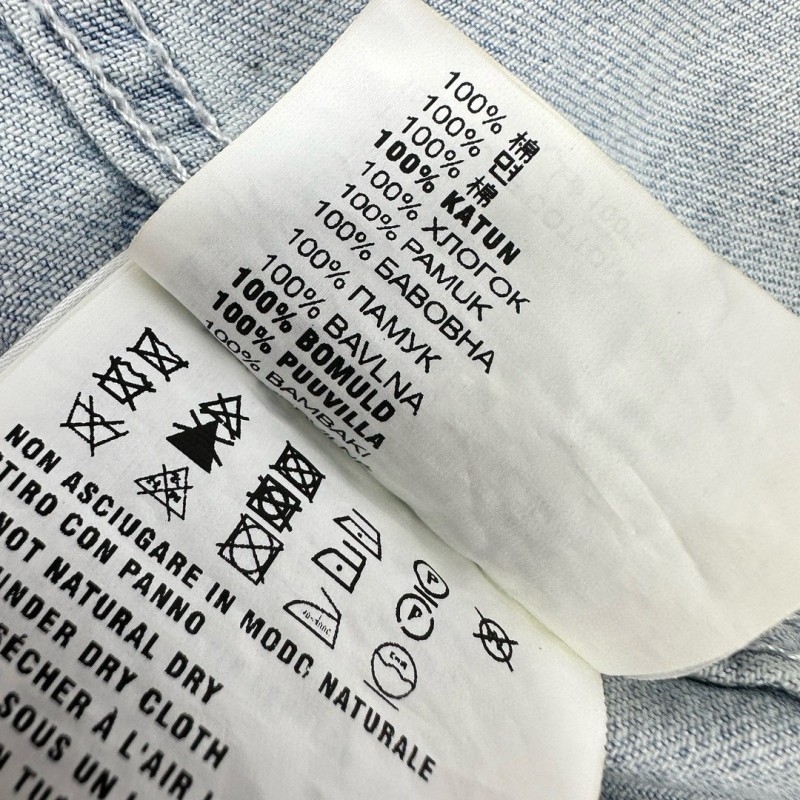 100% 棉
100% 면
100% 棉
100% KATUN
100% ХЛОГОК
100% PAMUK
100% БАВОВНА
100% ПАМУК
100% BAVLNA
100% BOMULD
100% PUUVILLA
100% BAMBAKI
NON ASCIUGARE IN MODO NATURALE
TIRO CON PANNO
NOT NATURAL DRY
UNDER DRY CLOTH
SÉCHER À L'AIR
SOUS UN